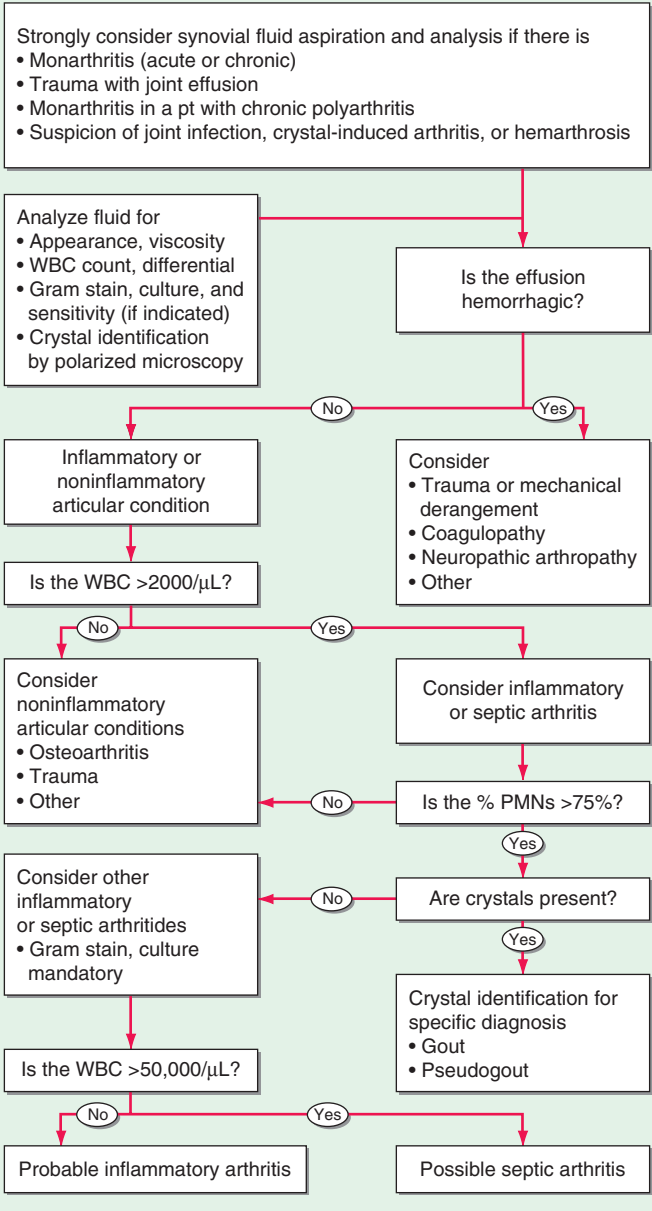 Strongly consider synovial fluid aspiration and analysis if there is
• Monarthritis (acute or chronic)
• Trauma with joint effusion
• Monarthritis in a pt with chronic polyarthritis
• Suspicion of joint infection, crystal-induced arthritis, or hemarthrosis
Analyze fluid for
• Appearance, viscosity
• WBC count, differential
• Gram stain, culture, and
sensitivity (if indicated)
• Crystal identification
by polarized microscopy
Is the effusion
hemorrhagic?
No
Yes
Inflammatory or
noninflammatory
articular condition
Consider
• Trauma or mechanical
derangement
• Coagulopathy
• Neuropathic arthropathy
• Other
Is the WBC >2000/μL?
No
Yes
Consider
noninflammatory
articular conditions
• Osteoarthritis
• Trauma
• Other
Consider inflammatory
or septic arthritis
No
Is the % PMNs >75%?
Yes
Consider other
inflammatory
or septic arthritides
• Gram stain, culture
mandatory
No
Are crystals present?
Yes
Crystal identification for
specific diagnosis
• Gout
• Pseudogout
Is the WBC >50,000/μL?
No
Yes
Probable inflammatory arthritis
Possible septic arthritis